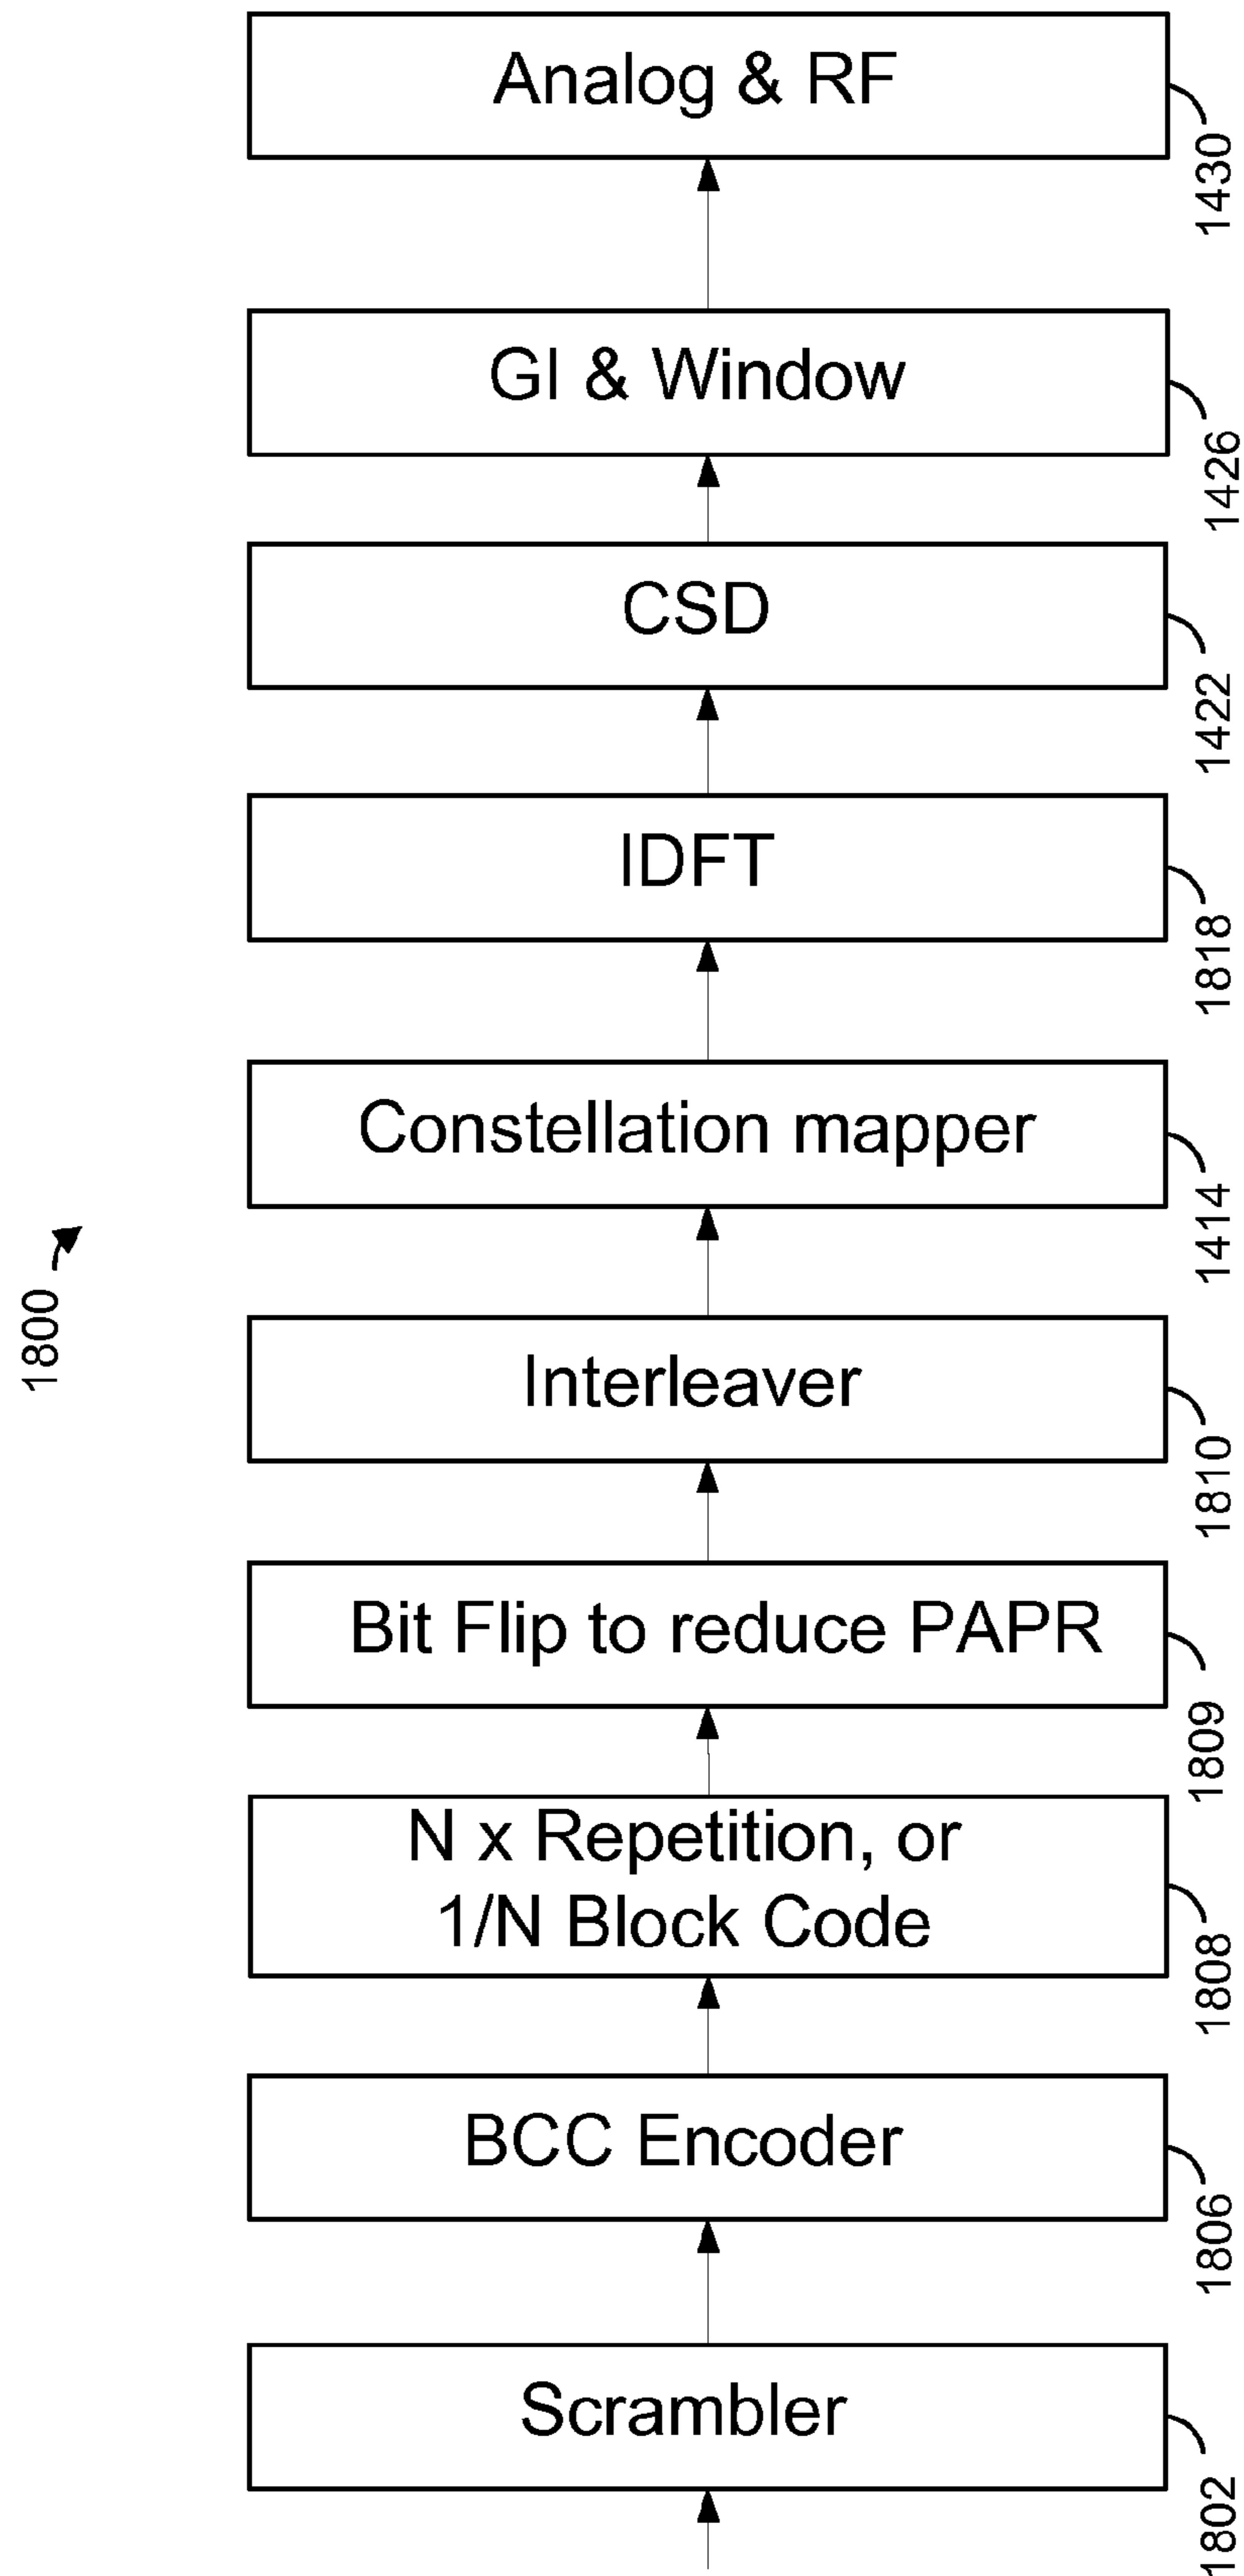 Analog & RF
1430
GI & Window
1426
CSD
1422
IDFT
1818
Constellation mapper
1414
1800
Interleaver
1810
Bit Flip to reduce PAPR
1809
N x Repetition, or
1/N Block Code
1808
BCC Encoder
1806
Scrambler
1802